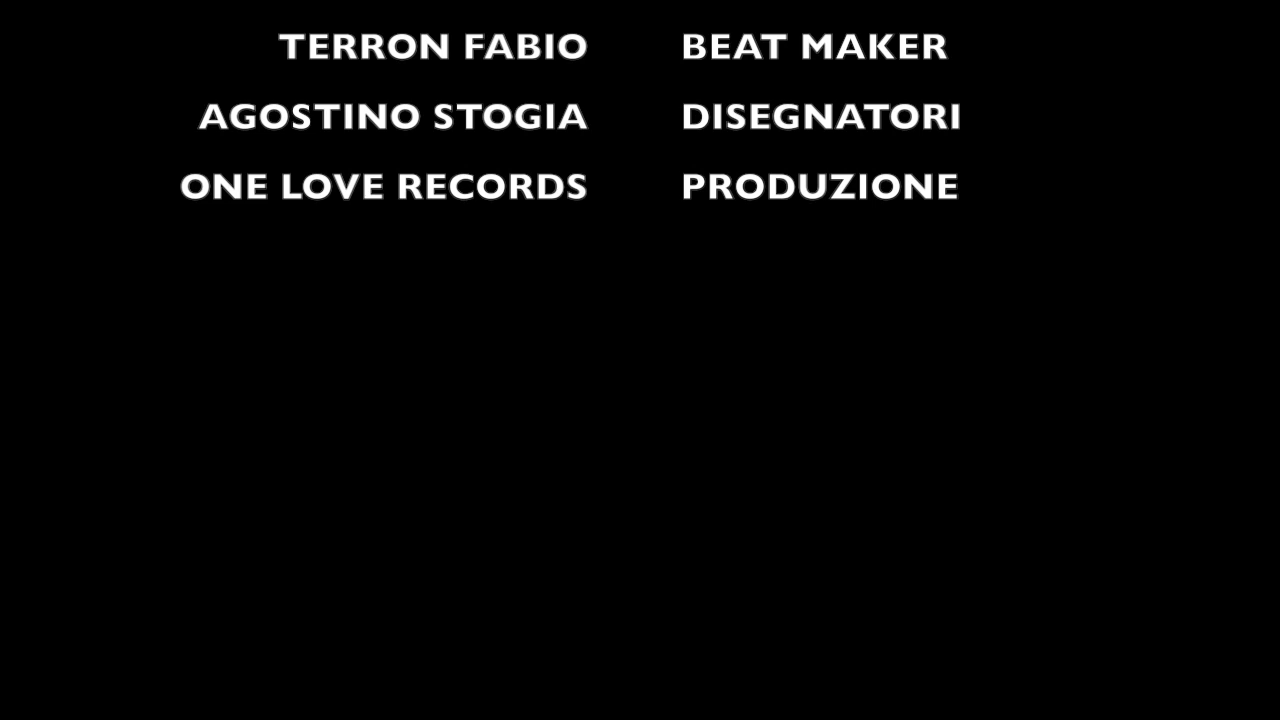 TERRON FABIO BEAT MAKER
AGOSTINO STOGIA DISEGNATORI
ONE LOVE RECORDS PRODUZIONE